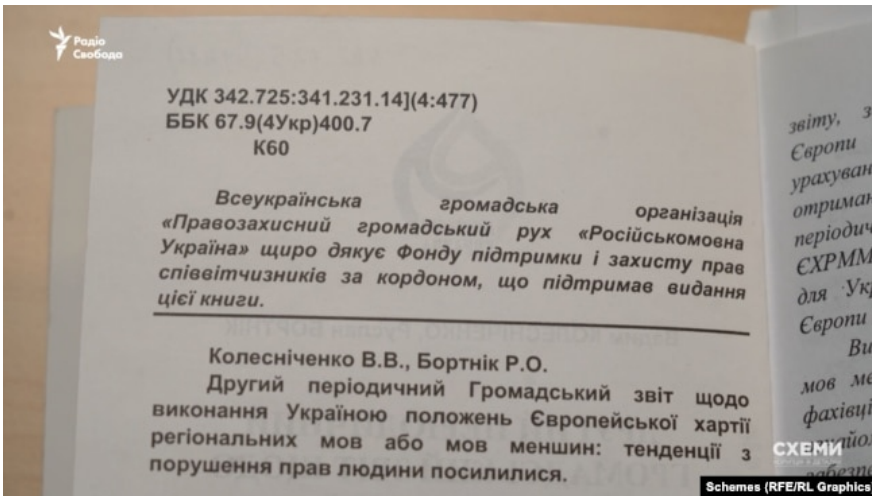 Радіо
Свобода
УДК 342.725:341.231.14](4:477)
ББК 67.9(4Укр)400.7
К60
Всеукраїнська громадська організація
«Правозахисний громадський рух «Російськомовна
Україна» щиро дякує Фонду підтримки і захисту прав
співвітчизників за кордоном, що підтримав видання
цієї книги.
Колесніченко В.В., Бортнік Р.О.
Другий періодичний Громадський звіт щодо
виконання Україною положень Європейської хартії
регіональних мов або мов меншин: тенденції з
порушення прав людини посилилися.
звіту, з
Європи
урахуван
отриман
періодич
ЄХРММ
для Укр
Європи
Ви
мов ме
фахівці
забезпе
СХЕМИ
Schemes (RFE/RL Graphics)